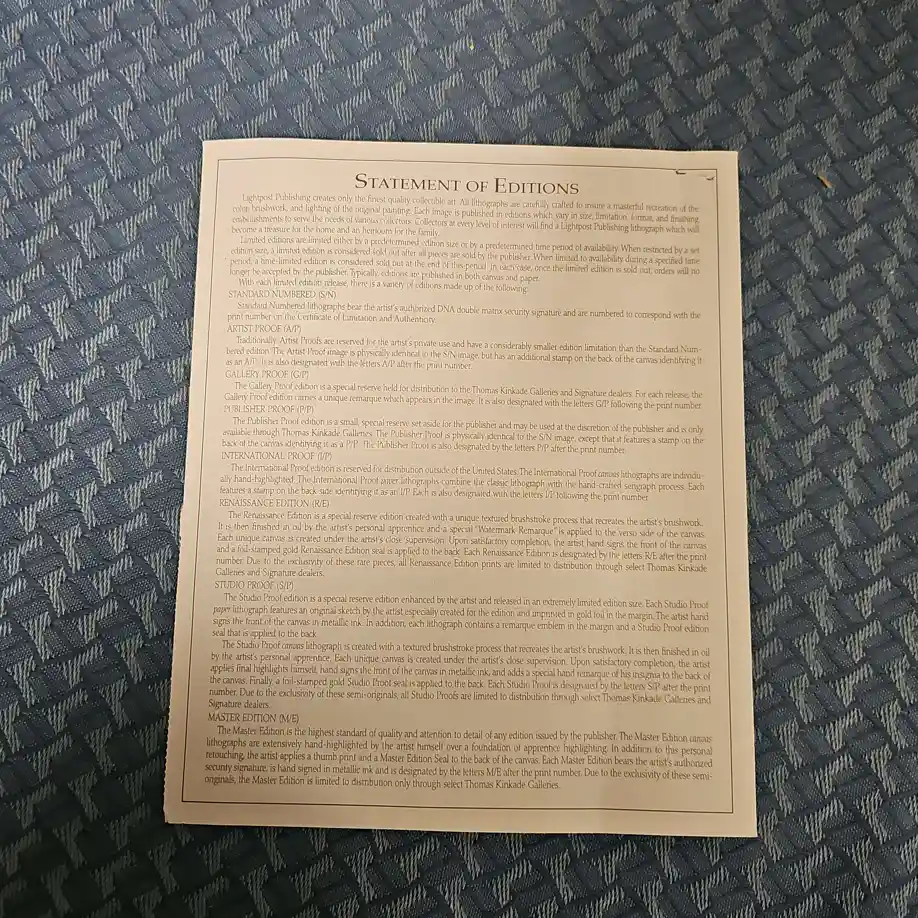 STATEMENT OF EDITIONS
Lightpost Publishing creates only the finest quality collectible art. All lithographs are carefully crafted to insure a masterful recreation of the
color, brushwork, and lighting of the original painting. Each image is published in editions which vary in size, limitation, format, and finishing
embellishments to serve the needs of various collectors. Collectors at every level of interest will find a Lightpost Publishing lithograph which will
become a treasure for the home and an heirloom for the family.
Limited editions are limited either by a predetermined edition size or by a predetermined time period of availability. When restricted by a set
edition size, a limited edition is considered sold out after all pieces are sold by the publisher. When limited to availability during a specified time
period, a time-limited edition is considered sold out at the end of this period. In each case, once the limited edition is sold out, orders will no
longer be accepted by the publisher. Typically, editions are published in both canvas and paper.
With each limited edition release, there is a variety of editions made up of the following:
STANDARD NUMBERED (S/N)
Standard Numbered lithographs bear the artist's authorized DNA double matrix security signature and are numbered to correspond with the
print number on the Certificate of Limitation and Authenticity.
ARTIST PROOF (A/P)
Traditionally, Artist Proofs are reserved for the artist's private use and have a considerably smaller edition limitation than the Standard Num-
bered edition. The Artist Proof image is physically identical to the S/N image, but has an additional stamp on the back of the canvas identifying it
as an A/P. It is also designated with the letters A/P after the print number.
GALLERY PROOF (G/P)
The Gallery Proof edition is a special reserve held for distribution to the Thomas Kinkade Galleries and Signature dealers. For each release, the
Gallery Proof edition carries a unique remarque which appears in the image. It is also designated with the letters G/P following the print number.
PUBLISHER PROOF (P/P)
The Publisher Proof edition is a small, special reserve set aside for the publisher and may be used at the discretion of the publisher and is only
available through Thomas Kinkade Galleries. The Publisher Proof is physically identical to the S/N image, except that it features a stamp on the
back of the canvas identifying it as a P/P. The Publisher Proof is also designated by the letters P/P after the print number.
INTERNATIONAL PROOF (I/P)
The International Proof edition is reserved for distribution outside of the United States. The International Proof canvas lithographs are individu-
ally hand-highlighted. The International Proof paper lithographs combine the classic lithograph with the hand-crafted serigraph process. Each
features a stamp on the back side identifying it as an I/P. Each is also designated with the letters I/P following the print number.
RENAISSANCE EDITION (R/E)
The Renaissance Edition is a special reserve edition created with a unique textured brushstroke process that recreates the artist's brushwork.
It is then finished in oil by the artist's personal apprentice and a special "Watermark Remarque" is applied to the verso side of the canvas.
Each unique canvas is created under the artist's close supervision. Upon satisfactory completion, the artist hand signs the front of the canvas
and a foil-stamped gold Renaissance Edition seal is applied to the back. Each Renaissance Edition is designated by the letters R/E after the print
number. Due to the exclusivity of these rare pieces, all Renaissance Edition prints are limited to distribution through select Thomas Kinkade
Galleries and Signature dealers.
STUDIO PROOF (S/P)
The Studio Proof edition is a special reserve edition enhanced by the artist and released in an extremely limited edition size. Each Studio Proof
paper lithograph features an original sketch by the artist especially created for the edition and imprinted in gold foil in the margin. The artist hand
signs the front of the canvas in metallic ink. In addition, each lithograph contains a remarque emblem in the margin and a Studio Proof edition
seal that is applied to the back.
The Studio Proof canvas lithograph is created with a textured brushstroke process that recreates the artist's brushwork. It is then finished in oil
by the artist's personal apprentice. Each unique canvas is created under the artist's close supervision. Upon satisfactory completion, the artist
applies final highlights himself, hand signs the front of the canvas in metallic ink, and adds a special hand remarque of his insignia to the back of
the canvas. Finally, a foil-stamped gold Studio Proof seal is applied to the back. Each Studio Proof is designated by the letters S/P after the print
number. Due to the exclusivity of these semi-originals, all Studio Proofs are limited to distribution through select Thomas Kinkade Galleries and
Signature dealers.
MASTER EDITION (M/E)
The Master Edition is the highest standard of quality and attention to detail of any edition issued by the publisher. The Master Edition canvas
lithographs are extensively hand-highlighted by the artist himself over a foundation of apprentice highlighting. In addition to this personal
retouching, the artist applies a thumb print and a Master Edition Seal to the back of the canvas. Each Master Edition bears the artist's authorized
security signature, is hand signed in metallic ink and is designated by the letters M/E after the print number. Due to the exclusivity of these semi-
originals, the Master Edition is limited to distribution only through select Thomas Kinkade Galleries.